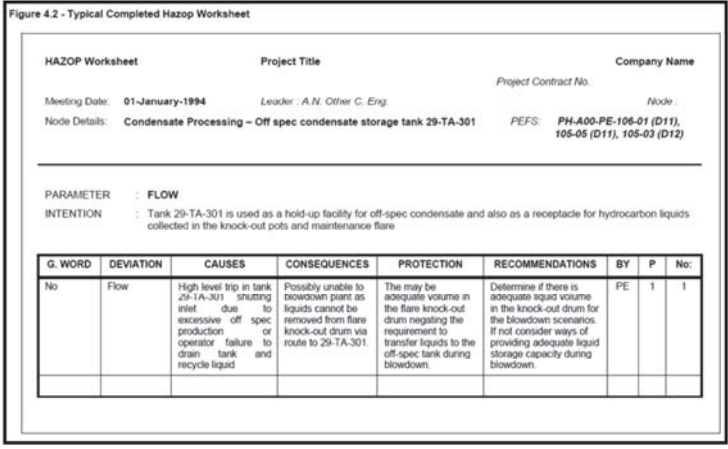 Figure 4.2 - Typical Completed Hazop Worksheet
HAZOP Worksheet Project Title Company Name
Project Contract No.
Meeting Date: 01-January-1994 Leader : A.N. Other C. Eng. Node :
Node Details: Condensate Processing – Off spec condensate storage tank 29-TA-301 PEFS: PH-A00-PE-106-01 (D11),
105-05 (D11), 105-03 (D12)
PARAMETER : FLOW
INTENTION : Tank 29-TA-301 is used as a hold-up facility for off-spec condensate and also as a receptacle for hydrocarbon liquids
collected in the knock-out pots and maintenance flare
G. WORD DEVIATION CAUSES CONSEQUENCES PROTECTION RECOMMENDATIONS BY P No:
No
Flow
High level trip in tank
29-TA-301 shutting
inlet due to
excessive off spec
production or
operator failure to
drain tank and
recycle liquid
Possibly unable to
blowdown plant as
liquids cannot be
removed from flare
knock-out drum via
route to 29-TA-301.
The may be
adequate volume in
the flare knock-out
drum negating the
requirement to
transfer liquids to the
off-spec tank during
blowdown.
Determine if there is
adequate liquid volume
in the knock-out drum for
the blowdown scenarios.
If not consider ways of
providing adequate liquid
storage capacity during
blowdown.
PE
1
1